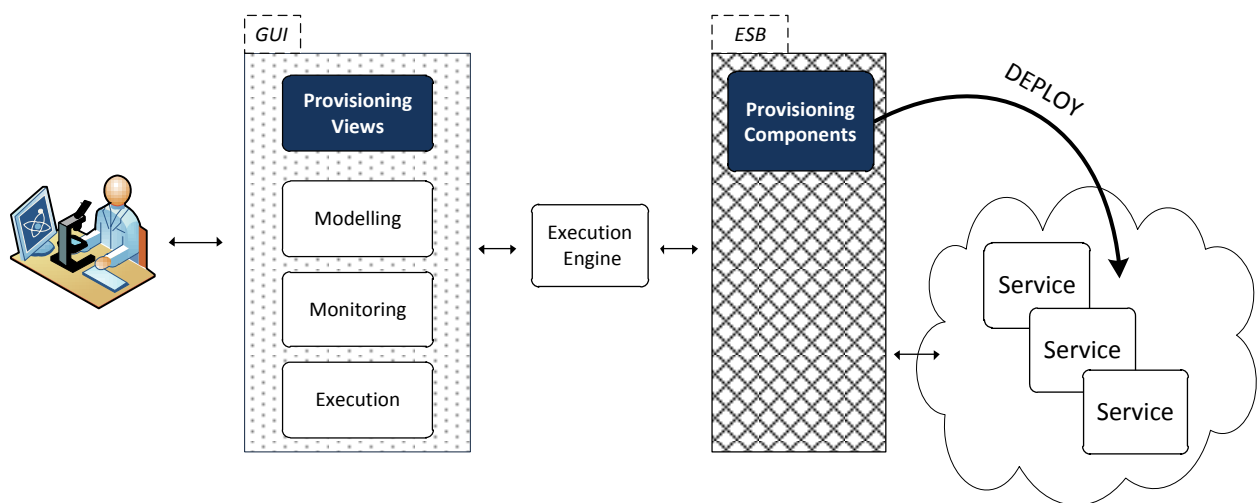 GUI
Provisioning
Views
Modelling
Monitoring
Execution
Execution
Engine
ESB
Provisioning
Components
DEPLOY
Service
Service
Service